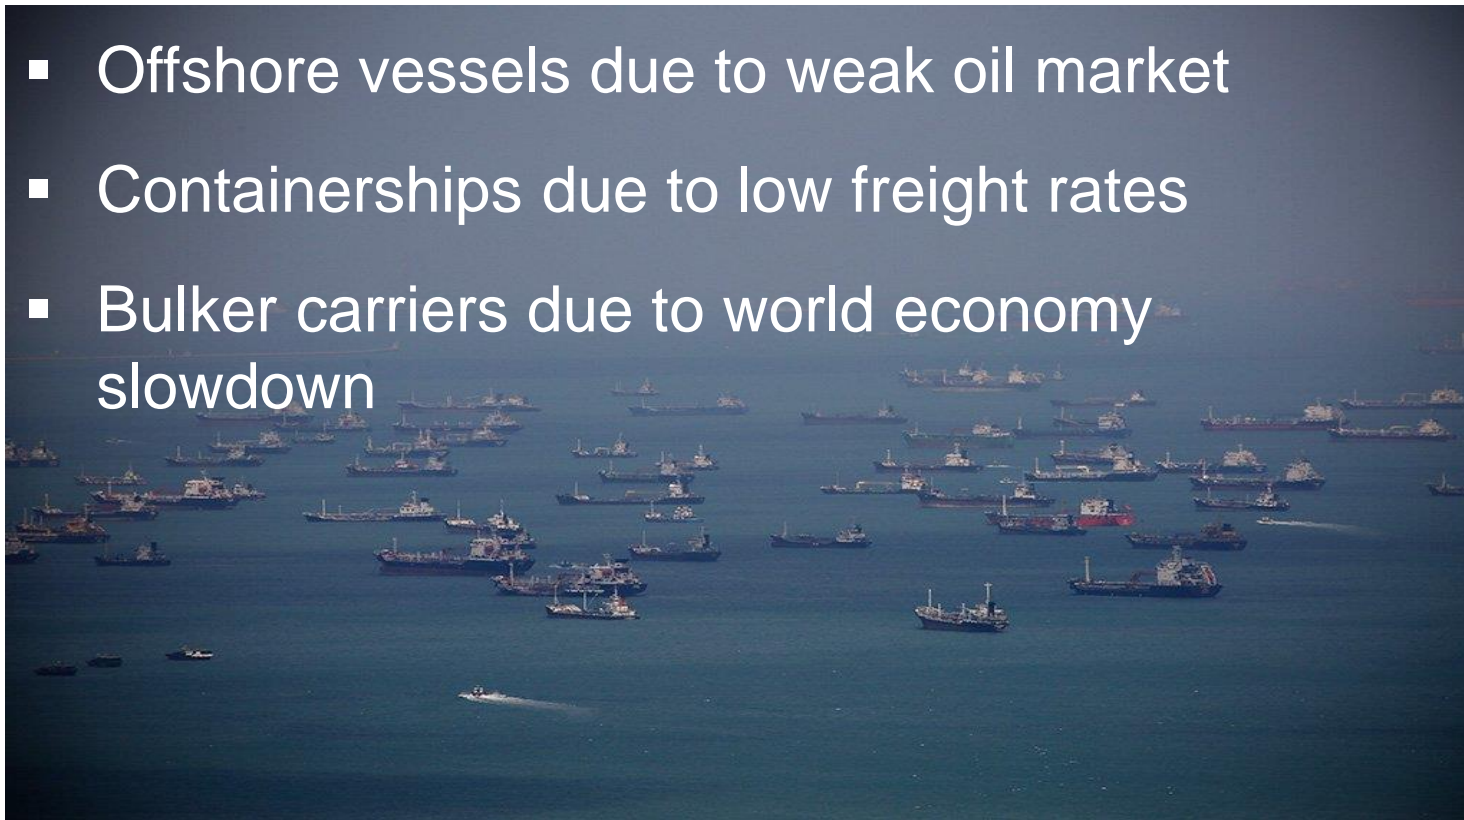 ▪ Offshore vessels due to weak oil market
▪ Containerships due to low freight rates
▪ Bulker carriers due to world economy
slowdown